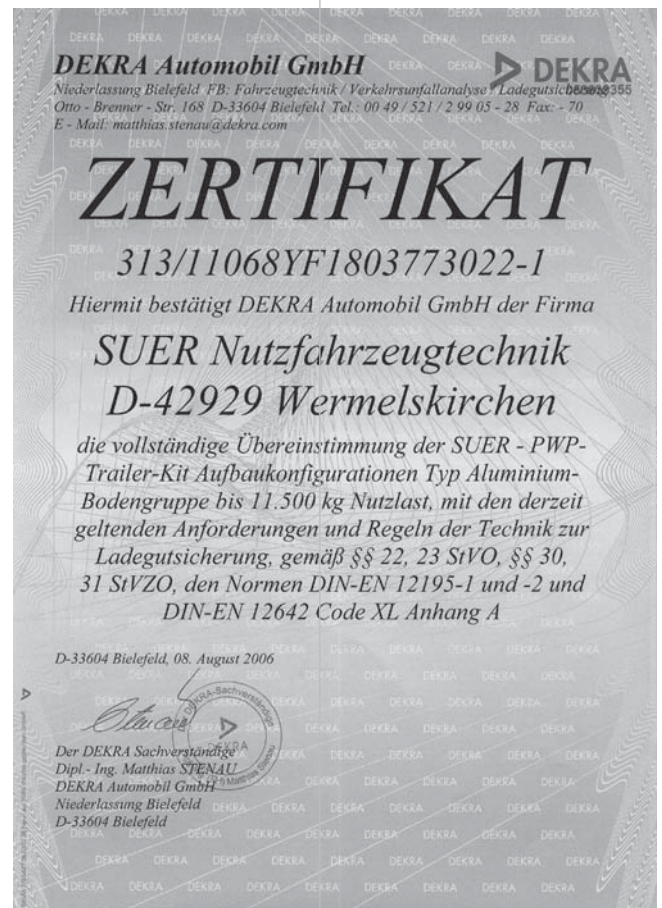 DEKRA Automobil GmbH
DEKRA
Niederlassung Bielefeld FB: Fahrzeugtechnik / Verkehrsunfallanalyse / Ladegutsicherung
Otto - Brenner - Str. 168 D-33604 Bielefeld Tel.: 00 49 / 521 / 2 99 05 - 28 Fax: - 70
E - Mail: matthias.stenau@dekra.com
ZERTIFIKAT
313/11068YF1803773022-1
Hiermit bestätigt DEKRA Automobil GmbH der Firma
SUER Nutzfahrzeugtechnik
D-42929 Wermelskirchen
die vollständige Übereinstimmung der SUER - PWP-
Trailer-Kit Aufbaukonfigurationen Typ Aluminium-
Bodengruppe bis 11.500 kg Nutzlast, mit den derzeit
geltenden Anforderungen und Regeln der Technik zur
Ladegutsicherung, gemäß §§ 22, 23 StVO, §§ 30,
31 StVZO, den Normen DIN-EN 12195-1 und -2 und
DIN-EN 12642 Code XL Anhang A
D-33604 Bielefeld, 08. August 2006
DEKRA-Sachverständige
DEKRA
Der DEKRA Sachverständige
Dipl.- Ing. Matthias STENAU
DEKRA Automobil GmbH
Niederlassung Bielefeld
D-33604 Bielefeld